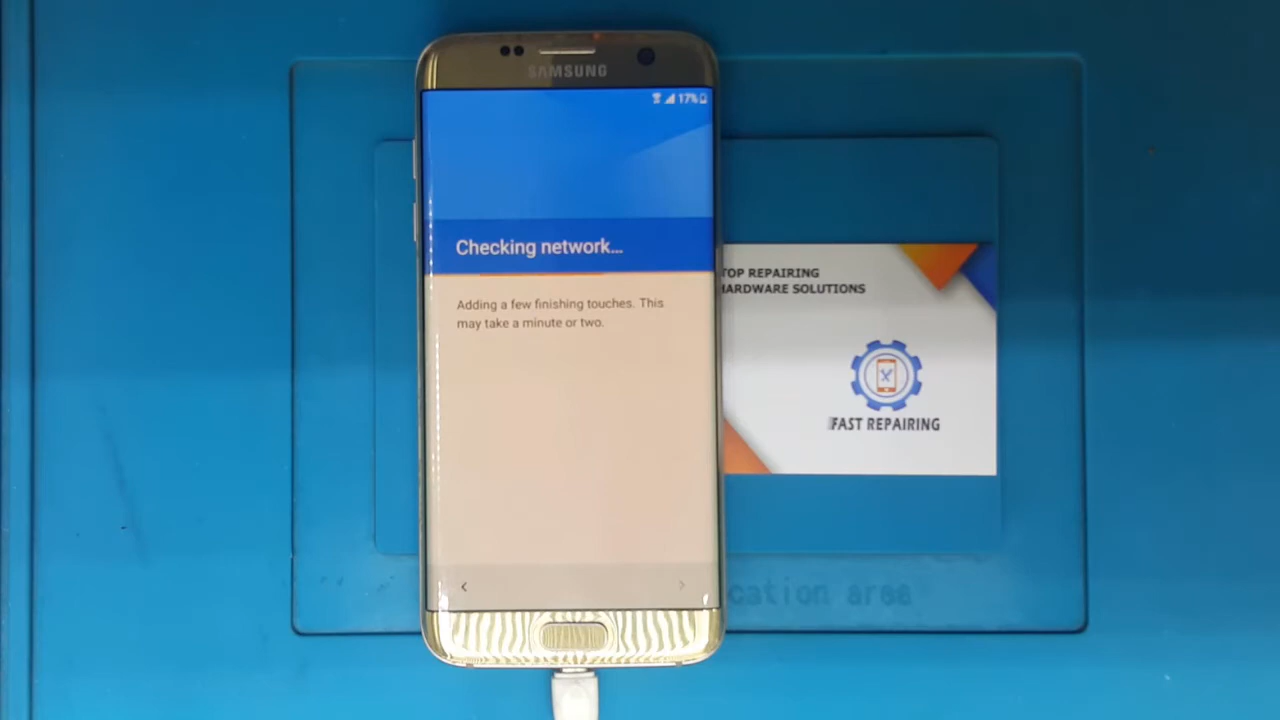 SAMSUNG
17%
Checking network...
Adding a few finishing touches. This
may take a minute or two.
TOP REPAIRING
HARDWARE SOLUTIONS
FAST REPAIRING
cation area